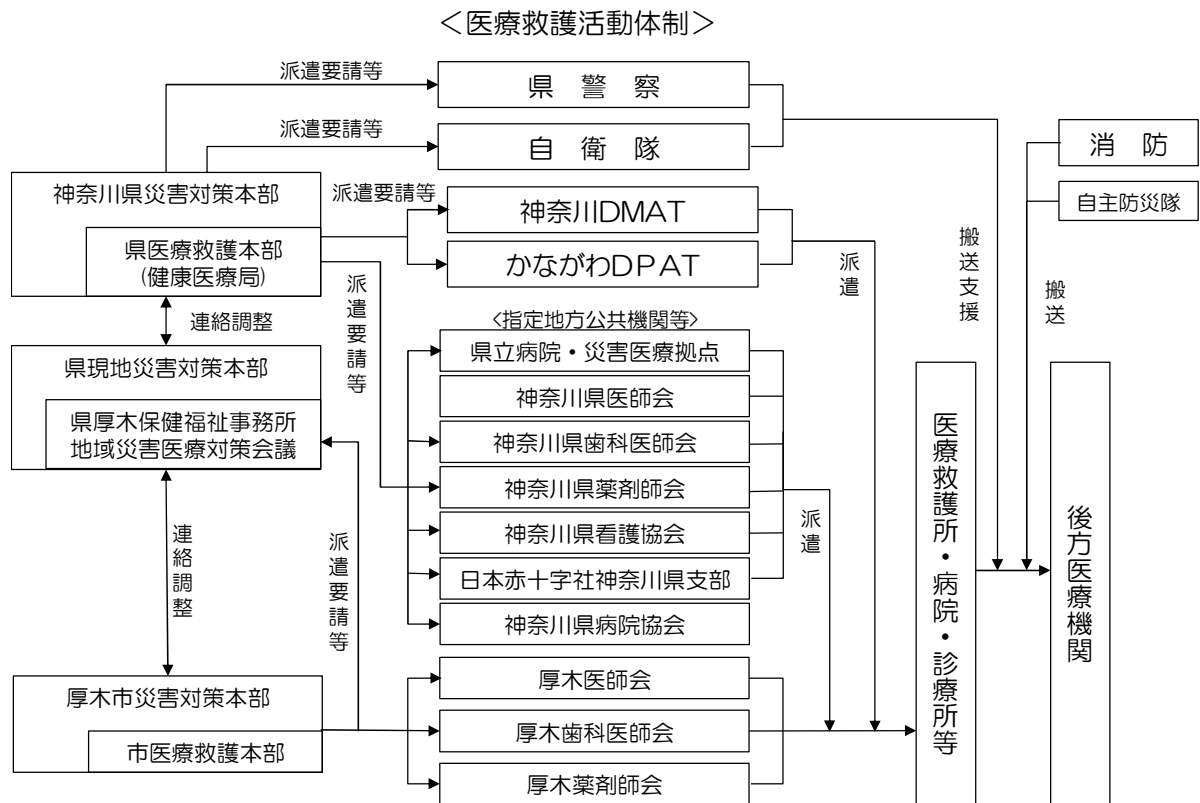 ＜医療救護活動体制＞
派遣要請等
県　警　察
派遣要請等
自　衛　隊
消　防
自主防災隊
神奈川県災害対策本部
県医療救護本部
(健康医療局)
派遣要請等
神奈川DMAT
かながわDPAT
派遣
搬送支援
搬送
連絡調整
派遣要請等
<指定地方公共機関等>
県立病院・災害医療拠点
神奈川県医師会
神奈川県歯科医師会
神奈川県薬剤師会
神奈川県看護協会
日本赤十字社神奈川県支部
神奈川県病院協会
派遣
県現地災害対策本部
県厚木保健福祉事務所
地域災害医療対策会議
連絡調整
派遣要請等
厚木市災害対策本部
市医療救護本部
厚木医師会
厚木歯科医師会
厚木薬剤師会
医療救護所・病院・診療所等
後方医療機関